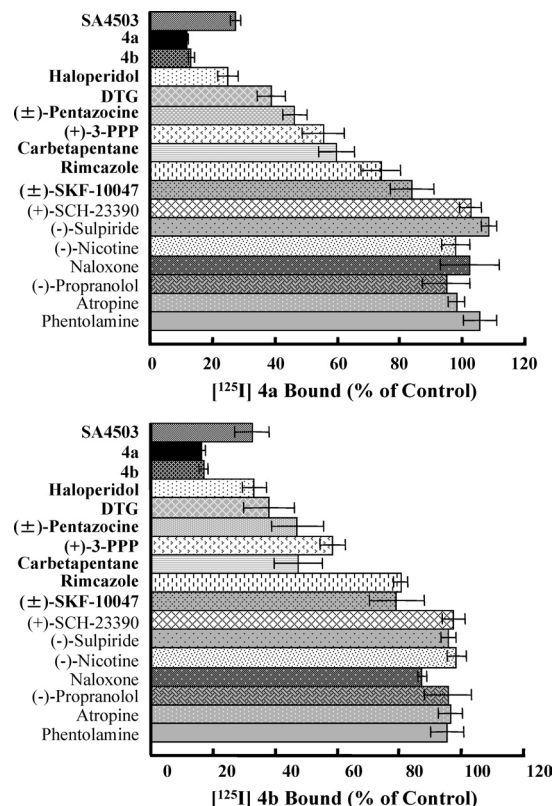 SA4503
4a
4b
Haloperidol
DTG
(±)-Pentazocine
(+)-3-PPP
Carbetapentane
Rimcazole
(±)-SKF-10047
(+)-SCH-23390
(-)-Sulpiride
(-)-Nicotine
Naloxone
(-)-Propranolol
Atropine
Phentolamine
0 20 40 60 80 100 120
[¹²⁵I] 4a Bound (% of Control)
SA4503
4a
4b
Haloperidol
DTG
(±)-Pentazocine
(+)-3-PPP
Carbetapentane
Rimcazole
(±)-SKF-10047
(+)-SCH-23390
(-)-Sulpiride
(-)-Nicotine
Naloxone
(-)-Propranolol
Atropine
Phentolamine
0 20 40 60 80 100 120
[¹²⁵I] 4b Bound (% of Control)